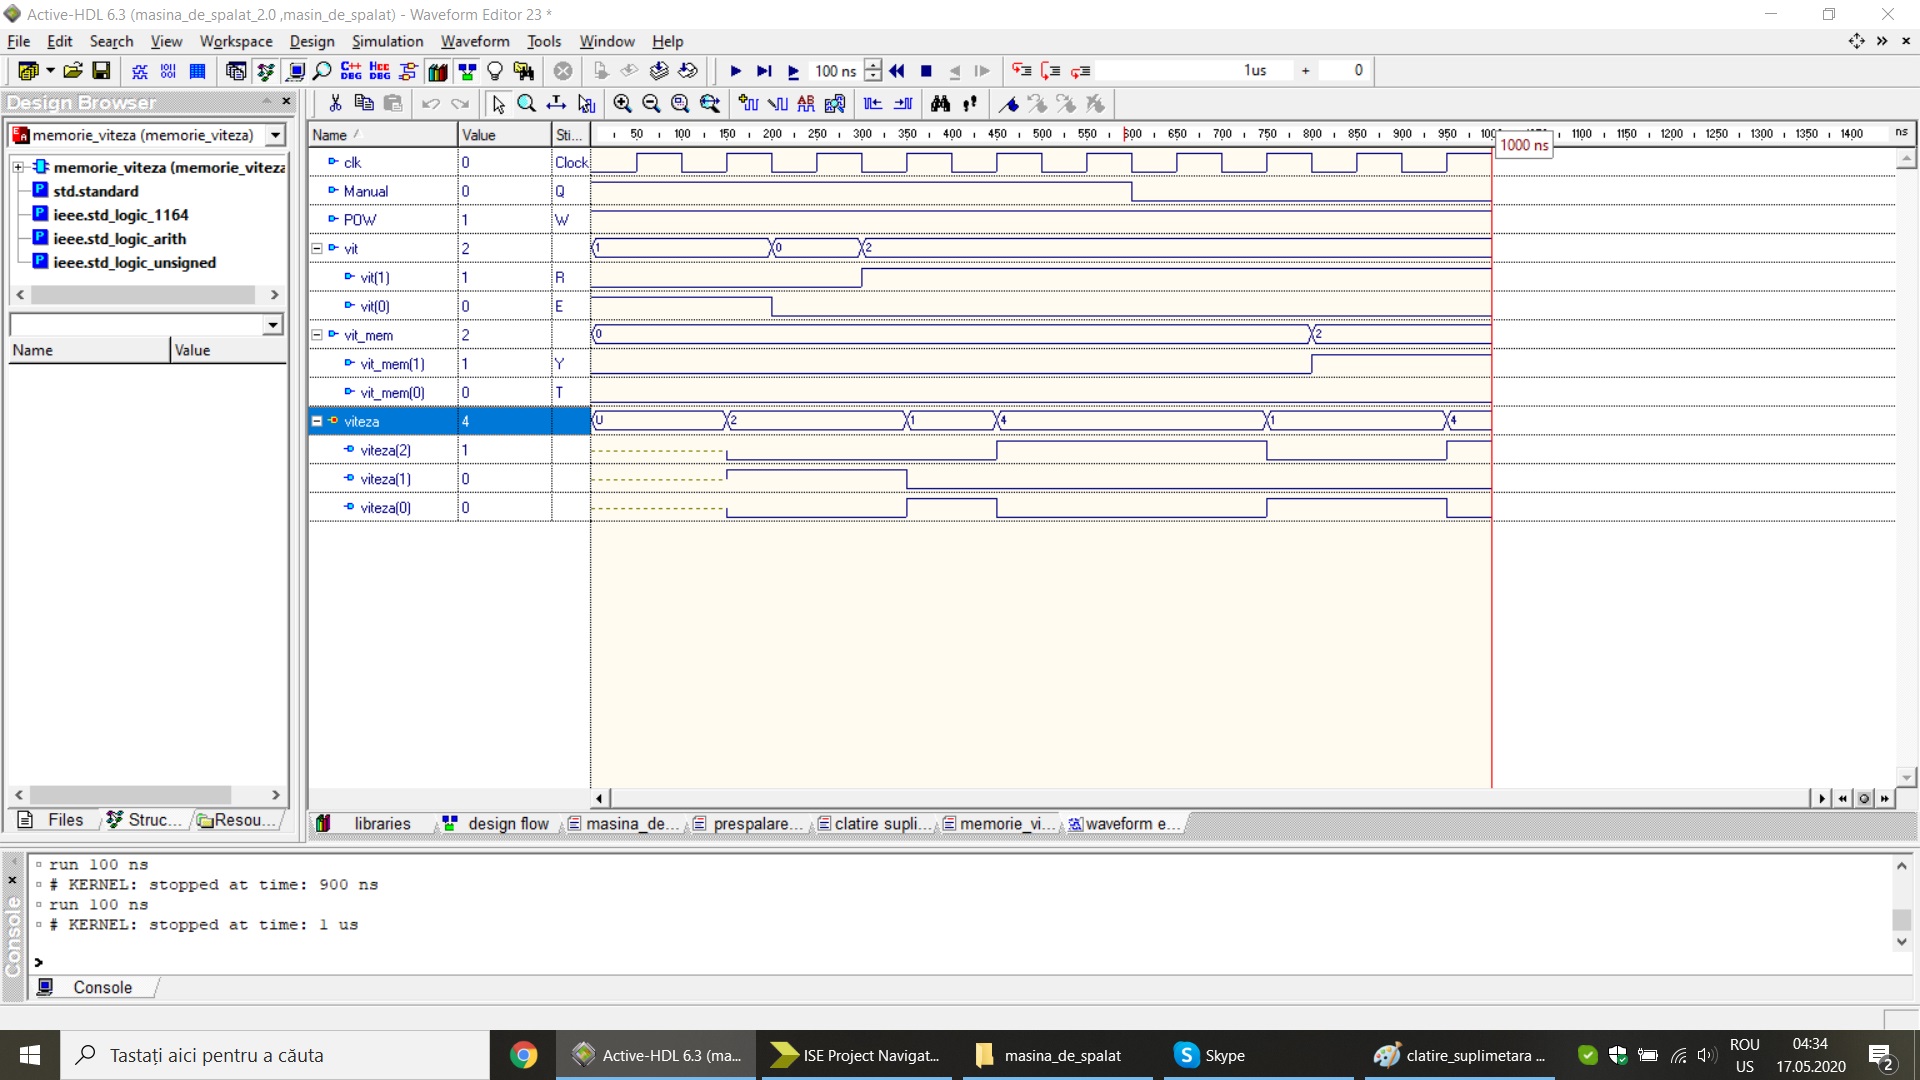 Active-HDL 6.3 (masina_de_spalat_2.0 ,masin_de_spalat) - Waveform Editor 23 *
File Edit Search View Workspace Design Simulation Waveform Tools Window Help
C++ DBG HCC DBG 100 ns 1us + 0
Design Browser
memorie_viteza (memorie_viteza)
memorie_viteza (memorie_viteza
std.standard
ieee.std_logic_1164
ieee.std_logic_arith
ieee.std_logic_unsigned
Name Value
Files Struc... Resou...
Name Value Sti... 50 100 150 200 250 300 350 400 450 500 550 600 650 700 750 800 850 900 950 1100 1150 1200 1250 1300 1350 1400 ns
1000 ns
clk 0 Clock
Manual 0 Q
POW 1 W
vit 2 1 0 2
vit(1) 1 R
vit(0) 0 E
vit_mem 2 0 2
vit_mem(1) 1 Y
vit_mem(0) 0 T
viteza 4 U 2 1 4 1 4
viteza(2) 1
viteza(1) 0
viteza(0) 0
libraries design flow masina_de... prespalare... clatire supli... memorie_vi... waveform e...
run 100 ns
# KERNEL: stopped at time: 900 ns
run 100 ns
# KERNEL: stopped at time: 1 us
>
Console
Console
Tastați aici pentru a căuta
Active-HDL 6.3 (ma...
ISE Project Navigat...
masina_de_spalat
Skype
clatire_suplimetara ...
ROU
US
04:34
17.05.2020
2